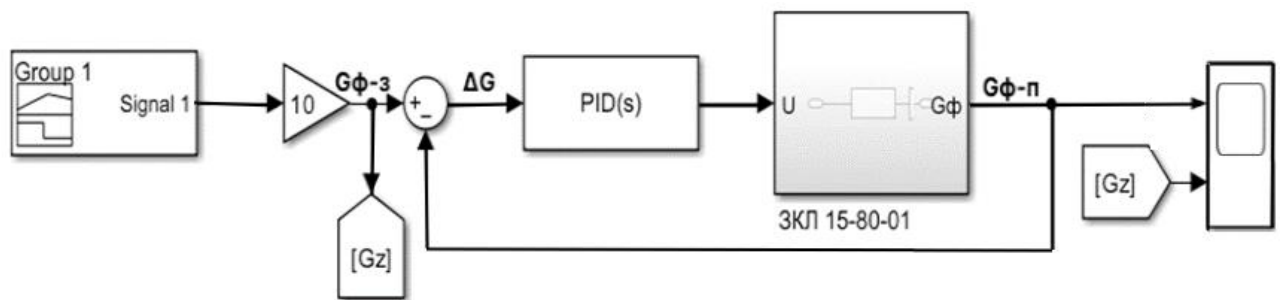 Group 1
Signal 1
10
Gф-з
+
−
ΔG
PID(s)
U
Gф
Gф-п
ЗКЛ 15-80-01
[Gz]
[Gz]